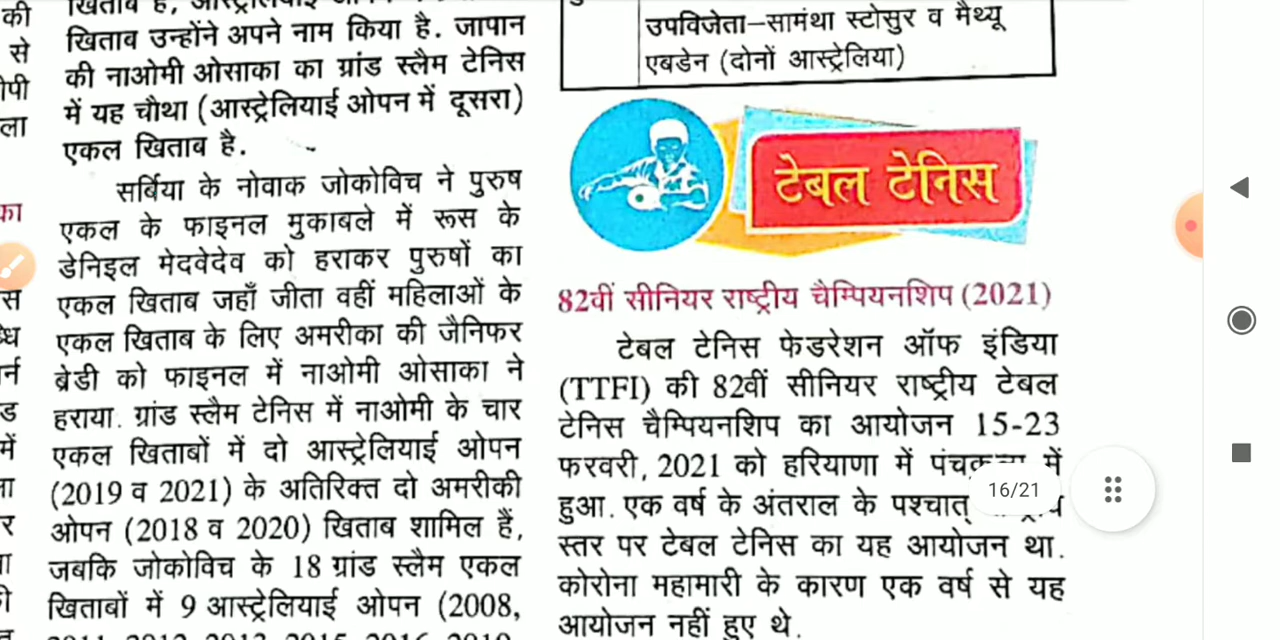 की
से
पी
ला
का
स
ध
र्न
ड
में
ना
र
खिताब उन्होंने अपने नाम किया है. जापान
की नाओमी ओसाका का ग्रांड स्लैम टेनिस
में यह चौथा (आस्ट्रेलियाई ओपन में दूसरा)
एकल खिताब है.
सर्बिया के नोवाक जोकोविच ने पुरुष
एकल के फाइनल मुकाबले में रूस के
डेनिइल मेदवेदेव को हराकर पुरुषों का
एकल खिताब जहाँ जीता वहीं महिलाओं के
एकल खिताब के लिए अमरीका की जैनिफर
ब्रेडी को फाइनल में नाओमी ओसाका ने
हराया. ग्रांड स्लैम टेनिस में नाओमी के चार
एकल खिताबों में दो आस्ट्रेलियाई ओपन
(2019 व 2021) के अतिरिक्त दो अमरीकी
ओपन (2018 व 2020) खिताब शामिल हैं,
जबकि जोकोविच के 18 ग्रांड स्लैम एकल
खिताबों में 9 आस्ट्रेलियाई ओपन (2008,
उपविजेता–सामंथा स्टोसुर व मैथ्यू
एबडेन (दोनों आस्ट्रेलिया)
टेबल टेनिस
82वीं सीनियर राष्ट्रीय चैम्पियनशिप (2021)
टेबल टेनिस फेडरेशन ऑफ इंडिया
(TTFI) की 82वीं सीनियर राष्ट्रीय टेबल
टेनिस चैम्पियनशिप का आयोजन 15-23
फरवरी, 2021 को हरियाणा में में
हुआ. एक वर्ष के अंतराल के पश्चात्
स्तर पर टेबल टेनिस का यह आयोजन था.
कोरोना महामारी के कारण एक वर्ष से यह
आयोजन नहीं हुए थे.
16/21